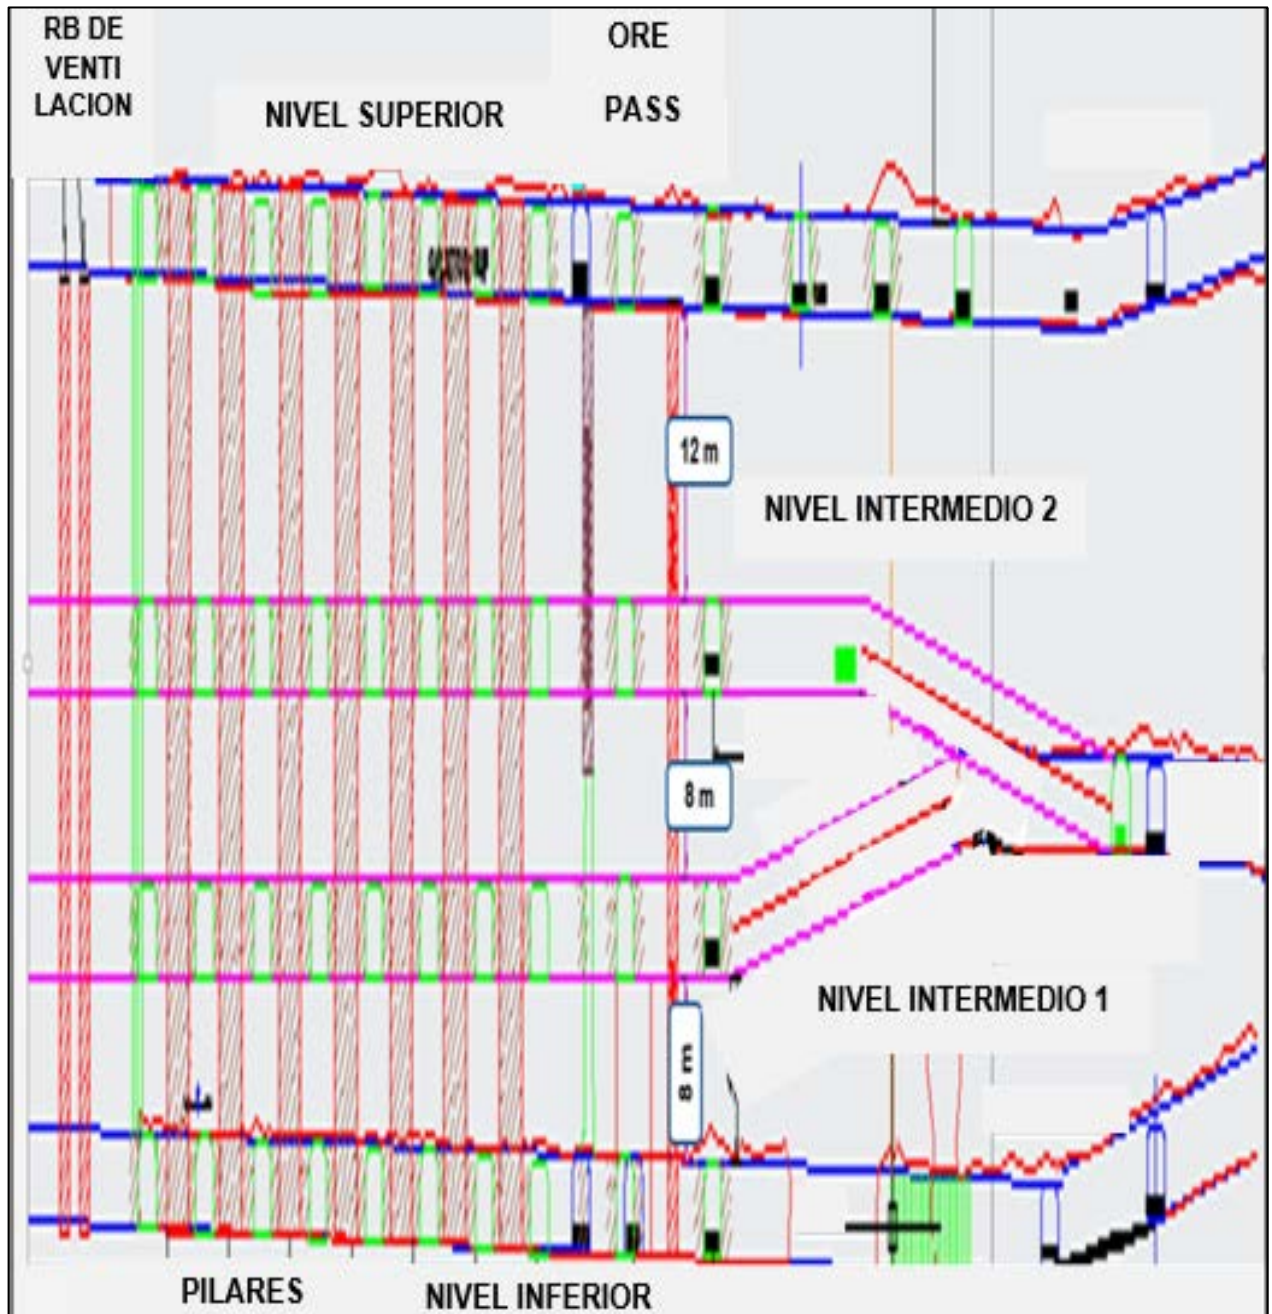 RB DE
VENTI
LACION
NIVEL SUPERIOR
ORE
PASS
12 m
NIVEL INTERMEDIO 2
8 m
NIVEL INTERMEDIO 1
8 m
PILARES
NIVEL INFERIOR